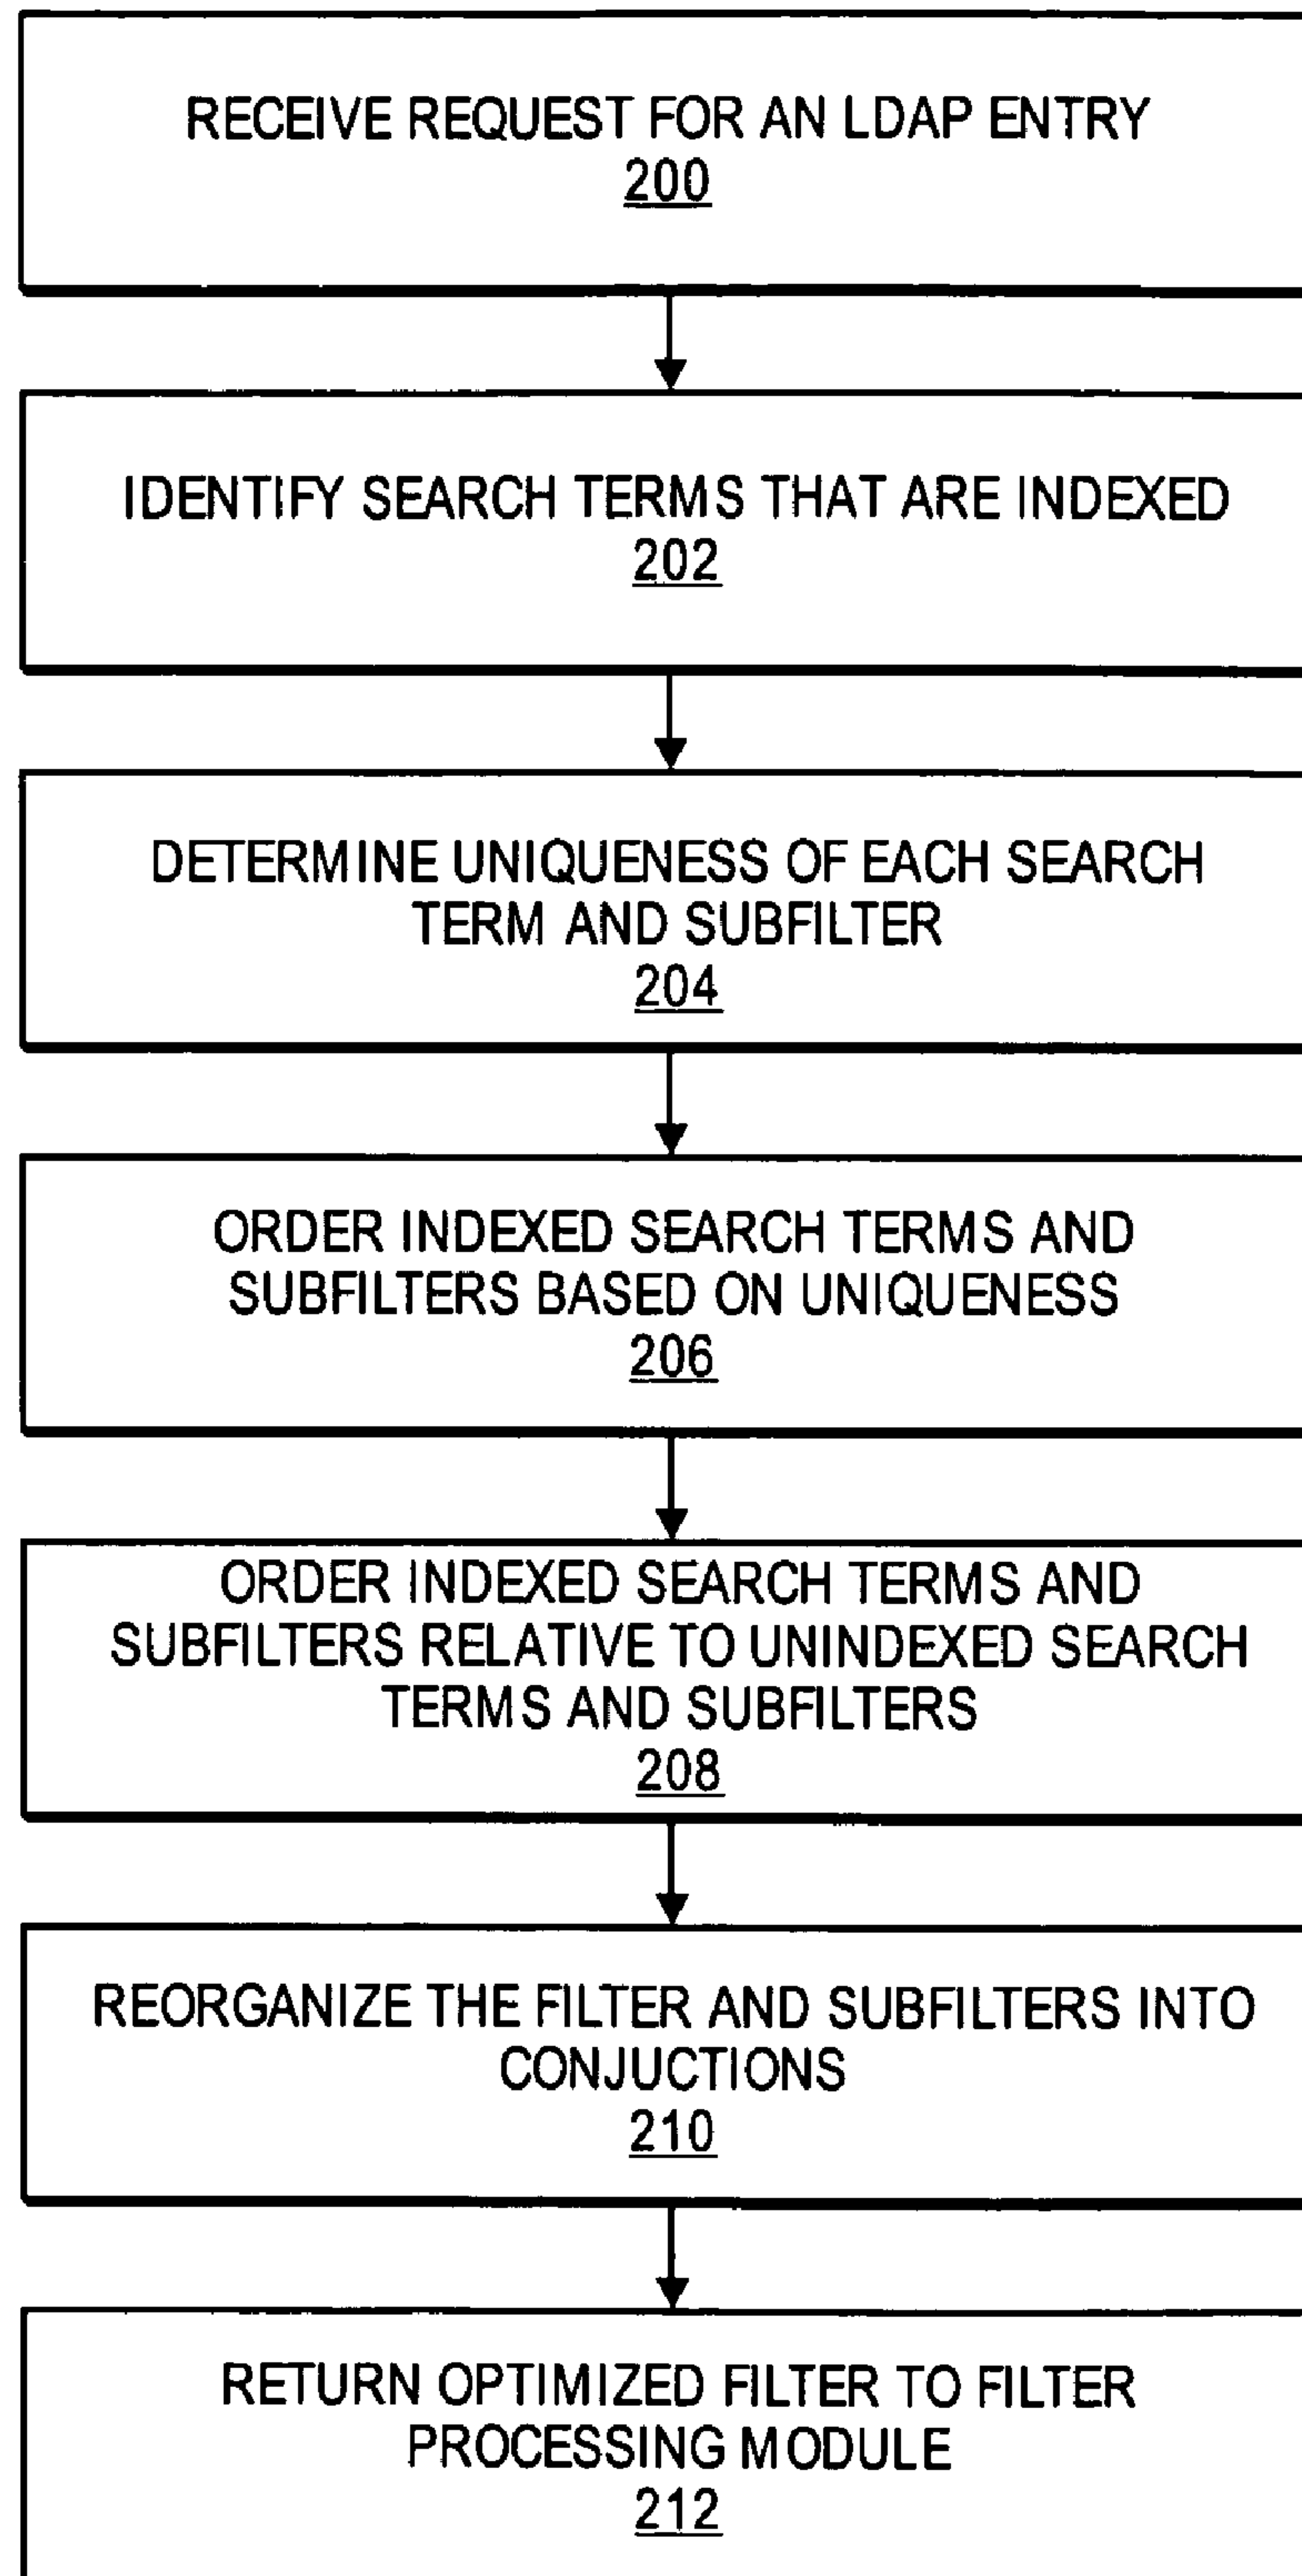 RECEIVE REQUEST FOR AN LDAP ENTRY
200
IDENTIFY SEARCH TERMS THAT ARE INDEXED
202
DETERMINE UNIQUENESS OF EACH SEARCH
TERM AND SUBFILTER
204
ORDER INDEXED SEARCH TERMS AND
SUBFILTERS BASED ON UNIQUENESS
206
ORDER INDEXED SEARCH TERMS AND
SUBFILTERS RELATIVE TO UNINDEXED SEARCH
TERMS AND SUBFILTERS
208
REORGANIZE THE FILTER AND SUBFILTERS INTO
CONJUCTIONS
210
RETURN OPTIMIZED FILTER TO FILTER
PROCESSING MODULE
212